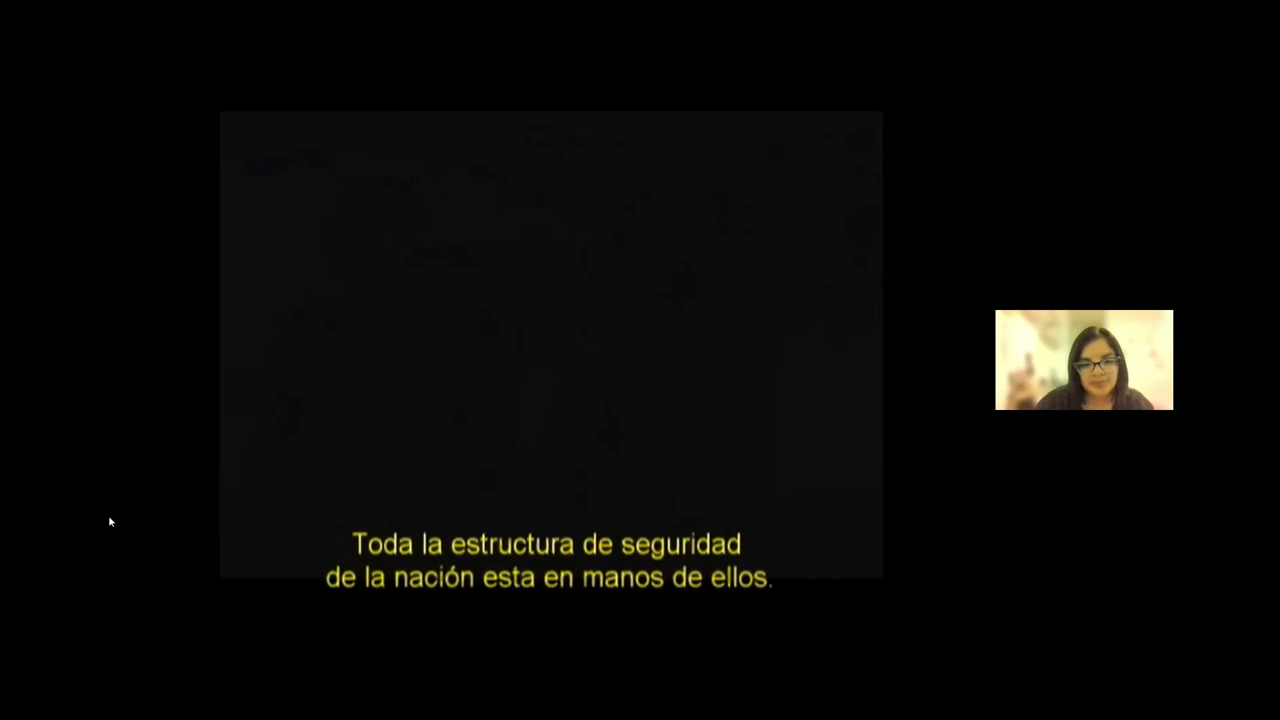 Toda la estructura de seguridad
de la nación esta en manos de ellos.